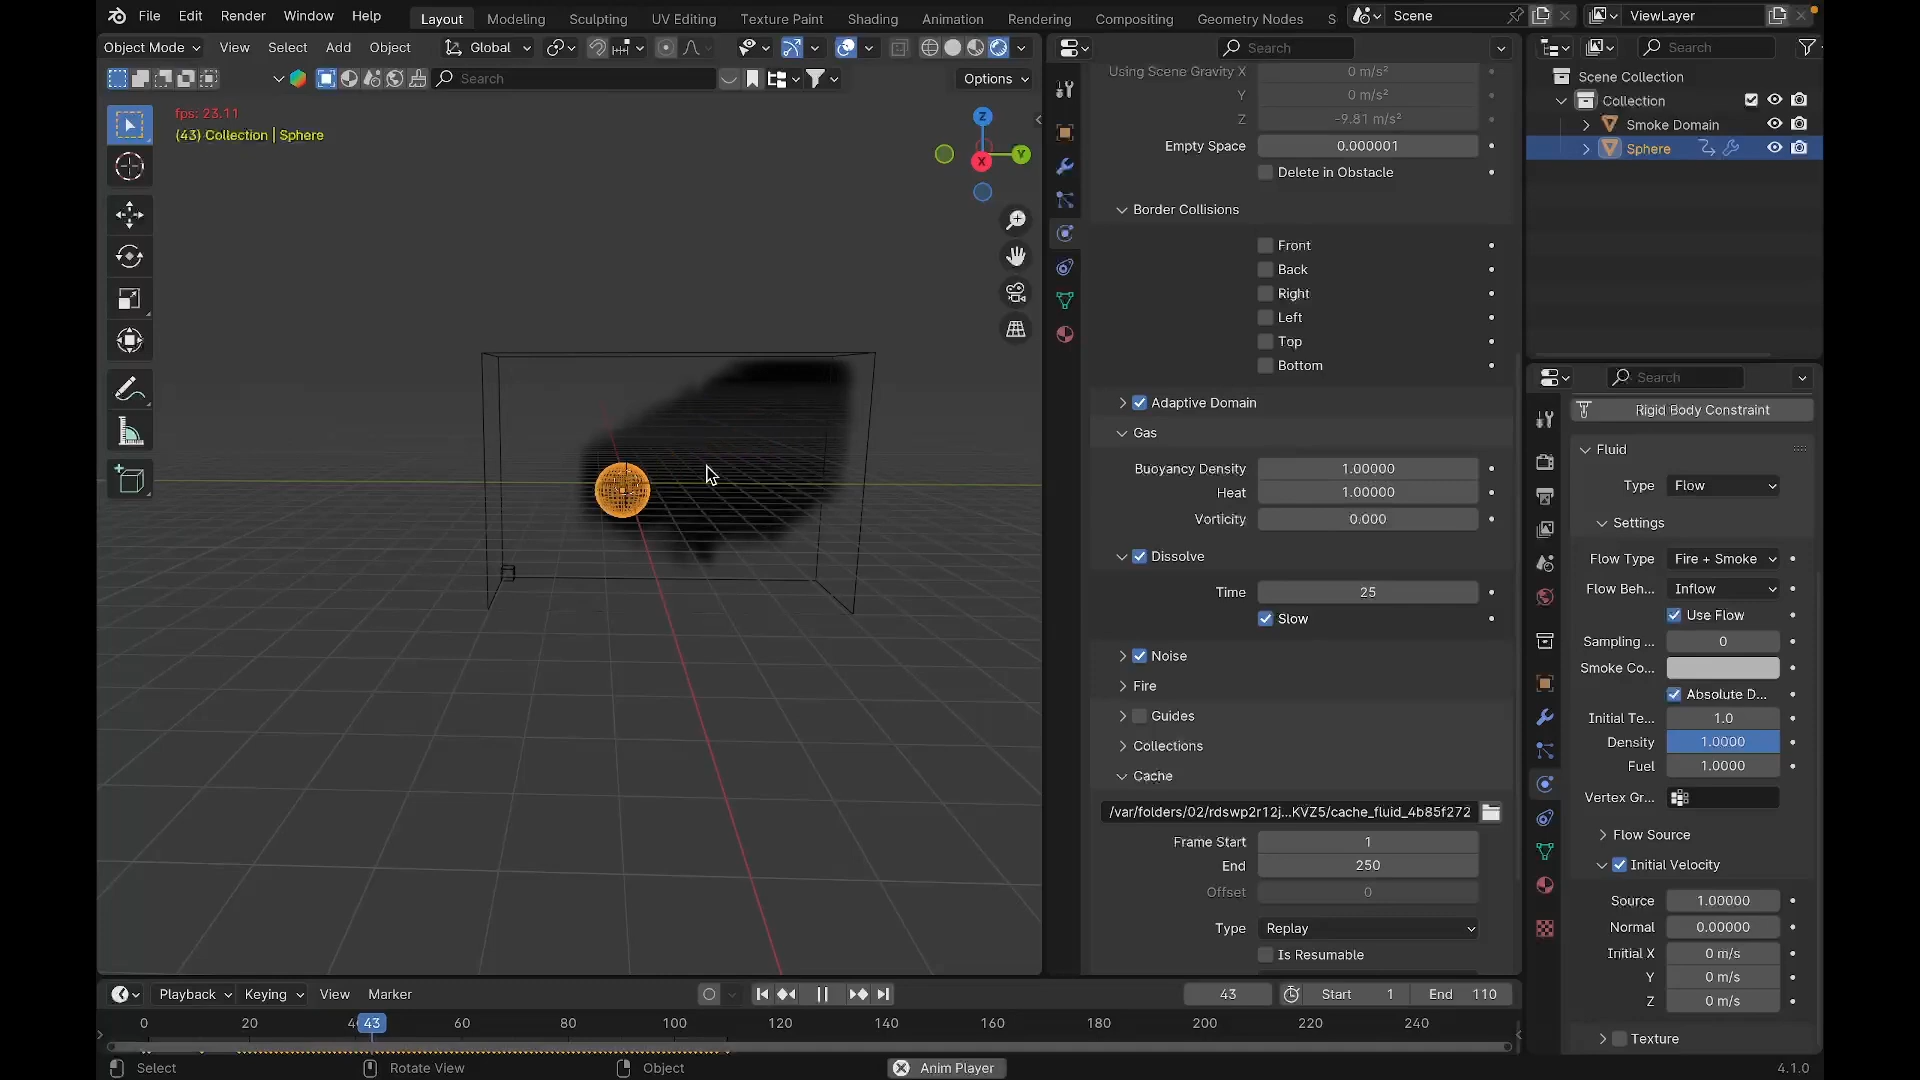 File Edit Render Window Help Layout Modeling Sculpting UV Editing Texture Paint Shading Animation Rendering Compositing Geometry Nodes S Scene ViewLayer
Object Mode View Select Add Object Global Search Search
Search Options
fps: 23.11
(43) Collection | Sphere
Z
Y
X
Using Scene Gravity X 0 m/s²
Y 0 m/s²
Z -9.81 m/s²
Empty Space 0.000001
Delete in Obstacle
Border Collisions
Front
Back
Right
Left
Top
Bottom
Adaptive Domain
Gas
Buoyancy Density 1.00000
Heat 1.00000
Vorticity 0.000
Dissolve
Time 25
Slow
Noise
Fire
Guides
Collections
Cache
/var/folders/02/rdswp2r12j...KVZ5/cache_fluid_4b85f272
Frame Start 1
End 250
Offset 0
Type Replay
Is Resumable
Scene Collection
Collection
Smoke Domain
Sphere
Search
Rigid Body Constraint
Fluid
Type Flow
Settings
Flow Type Fire + Smoke
Flow Beh... Inflow
Use Flow
Sampling ... 0
Smoke Co...
Absolute D...
Initial Te... 1.0
Density 1.0000
Fuel 1.0000
Vertex Gr...
Flow Source
Initial Velocity
Source 1.00000
Normal 0.00000
Initial X 0 m/s
Y 0 m/s
Z 0 m/s
Texture
Playback Keying View Marker 43 Start 1 End 110
0 20 43 60 80 100 120 140 160 180 200 220 240
Select Rotate View Object Anim Player 4.1.0